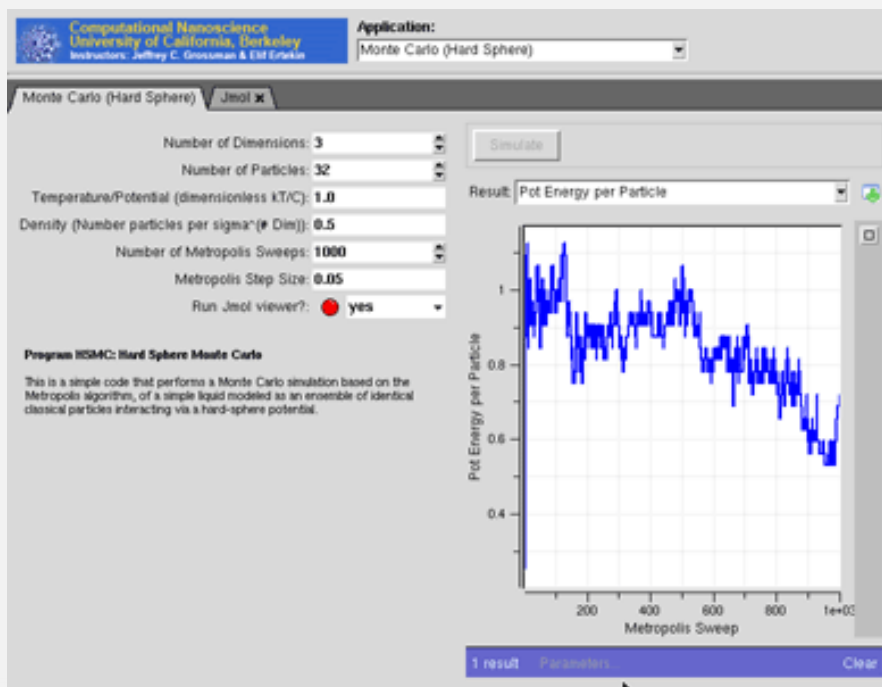 Computational Nanoscience
University of California, Berkeley
Instructors: Jeffrey C. Grossman & Elif Ertekin
Application:
Monte Carlo (Hard Sphere)
Monte Carlo (Hard Sphere)
Jmol
Number of Dimensions: 3
Number of Particles: 32
Temperature/Potential (dimensionless kT/C): 1.0
Density (Number particles per sigma^(# Dim)): 0.5
Number of Metropolis Sweeps: 1000
Metropolis Step Size: 0.05
Run Jmol viewer?: yes
Program HSMC: Hard Sphere Monte Carlo
This is a simple code that performs a Monte Carlo simulation based on the
Metropolis algorithm, of a simple liquid modeled as an ensemble of identical
classical particles interacting via a hard-sphere potential.
Simulate
Result: Pot Energy per Particle
Pot Energy per Particle
1
0.8
0.6
0.4
200 400 600 800 1e+03
Metropolis Sweep
1 result Parameters... Clear